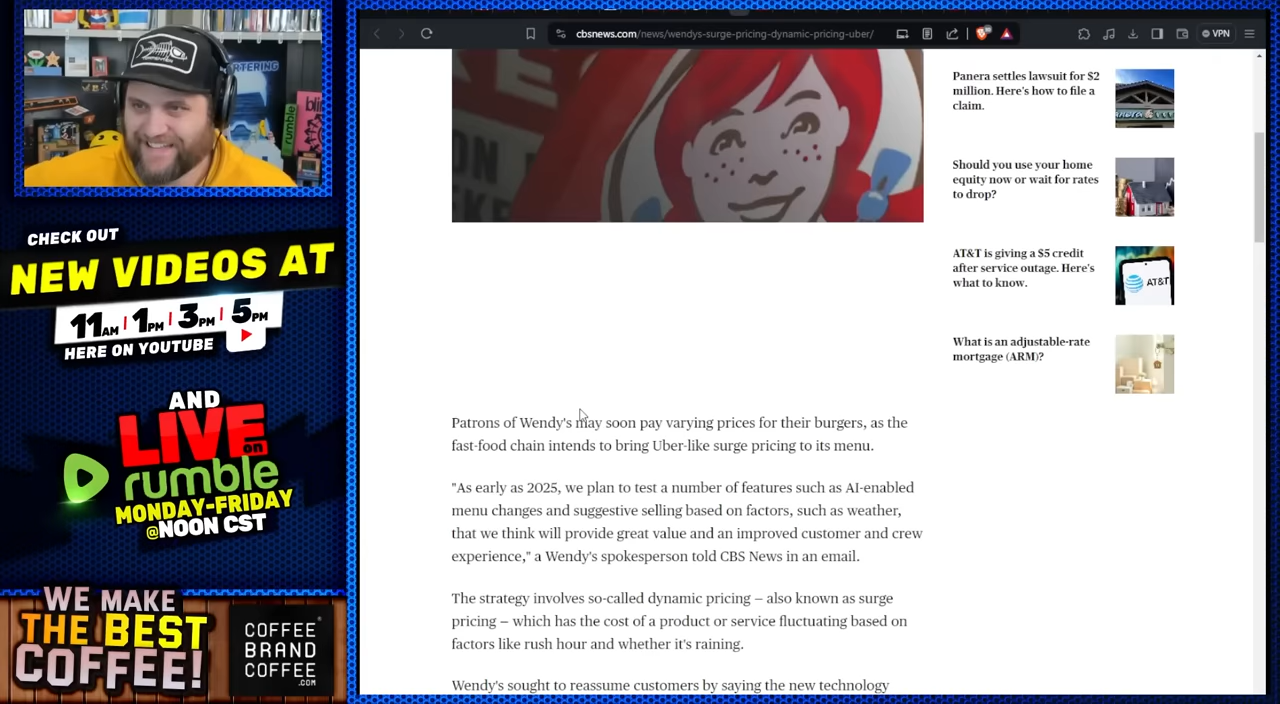 RTERING
rumble
CHECK OUT
NEW VIDEOS AT
11AM | 1PM | 3PM | 5PM
HERE ON YOUTUBE
AND
LIVE on
rumble
MONDAY-FRIDAY
@NOON CST
WE MAKE
THE BEST
COFFEE!
COFFEE
BRAND
COFFEE
.COM
cbsnews.com/news/wendys-surge-pricing-dynamic-pricing-uber/
VPN
Patrons of Wendy's may soon pay varying prices for their burgers, as the
fast-food chain intends to bring Uber-like surge pricing to its menu.
"As early as 2025, we plan to test a number of features such as AI-enabled
menu changes and suggestive selling based on factors, such as weather,
that we think will provide great value and an improved customer and crew
experience," a Wendy's spokesperson told CBS News in an email.
The strategy involves so-called dynamic pricing — also known as surge
pricing — which has the cost of a product or service fluctuating based on
factors like rush hour and whether it's raining.
Wendy's sought to reassume customers by saying the new technology
Panera settles lawsuit for $2
million. Here's how to file a
claim.
Should you use your home
equity now or wait for rates
to drop?
AT&T is giving a $5 credit
after service outage. Here's
what to know.
AT&T
What is an adjustable-rate
mortgage (ARM)?